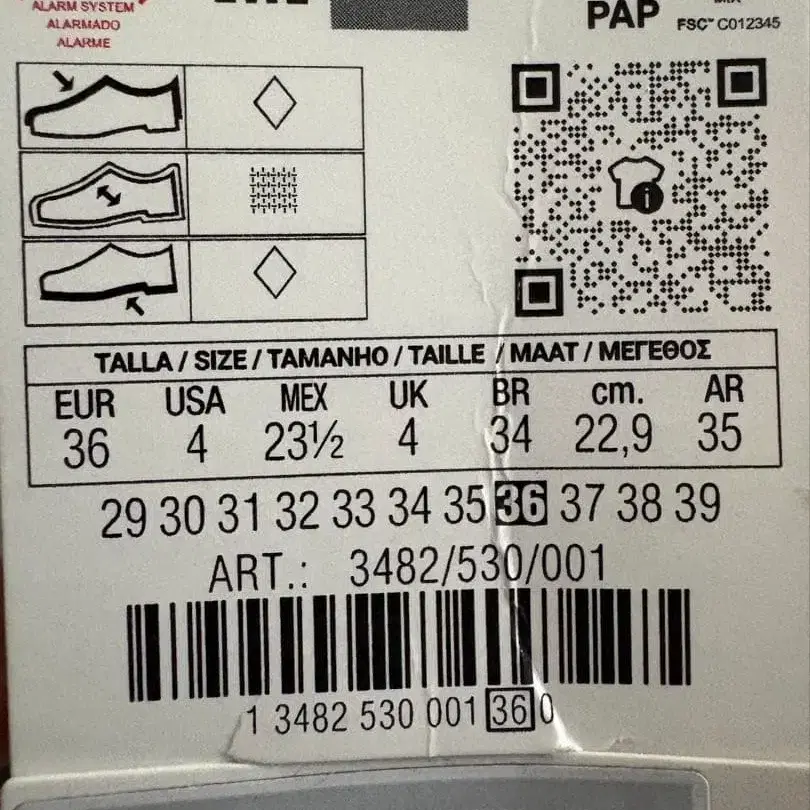 ALARM SYSTEM
ALARMADO
ALARME
PAP
FSC™ C012345
TALLA / SIZE / TAMANHO / TAILLE / MAAT / ΜΕΓΕΘΟΣ
EUR USA MEX UK BR cm. AR
36 4 23½ 4 34 22,9 35
29 30 31 32 33 34 35 36 37 38 39
ART.: 3482/530/001
1 3482 530 001 36 0